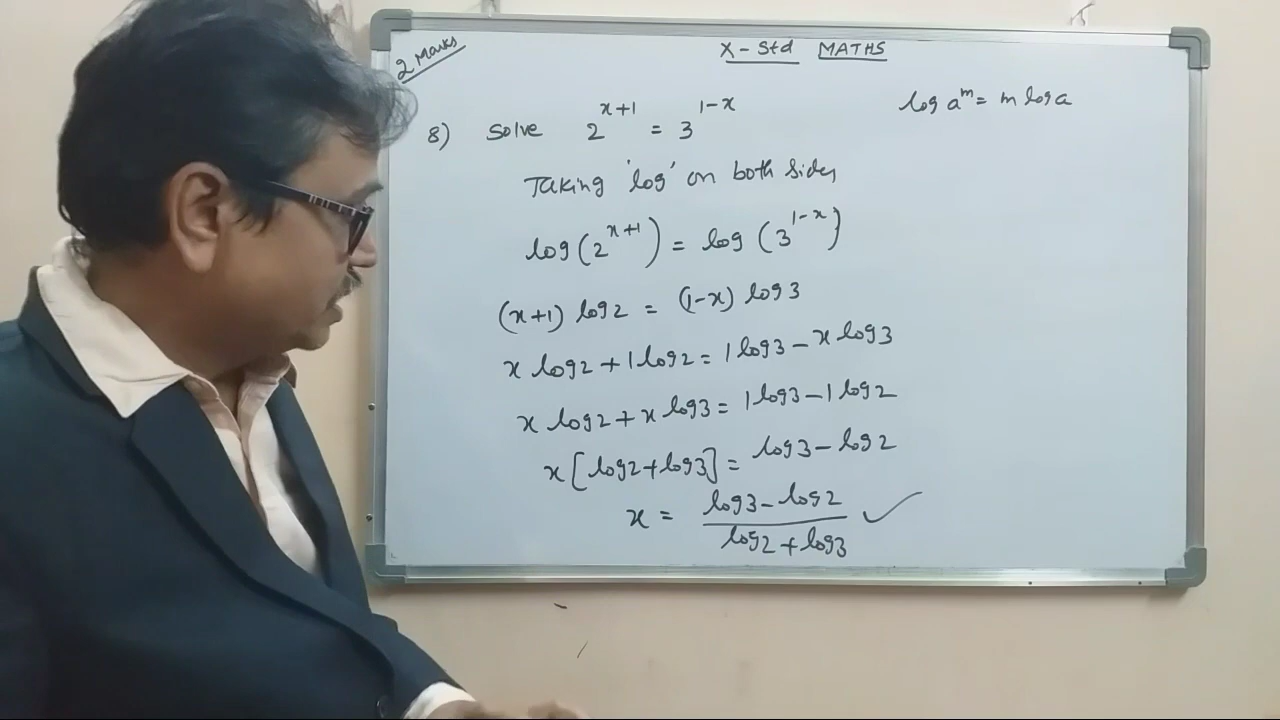 2 Marks
X - Std MATHS
8) Solve 2^{x+1} = 3^{1-x}
log a^m = m log a
Taking 'log' on both sides
log (2^{x+1}) = log (3^{1-x})
(x+1) log 2 = (1-x) log 3
x log 2 + 1 log 2 = 1 log 3 - x log 3
x log 2 + x log 3 = 1 log 3 - 1 log 2
x [log 2 + log 3] = log 3 - log 2
x = \frac{log 3 - log 2}{log 2 + log 3} ✓